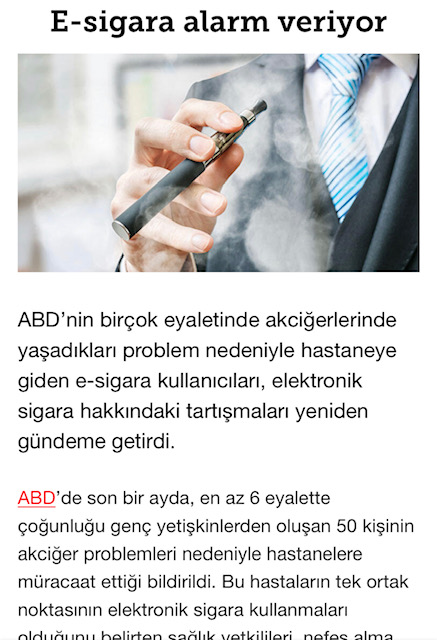 E-sigara alarm veriyor
ABD’nin birçok eyaletinde akciğerlerinde
yaşadıkları problem nedeniyle hastaneye
giden e-sigara kullanıcıları, elektronik
sigara hakkındaki tartışmaları yeniden
gündeme getirdi.
ABD’de son bir ayda, en az 6 eyalette
çoğunluğu genç yetişkinlerden oluşan 50 kişinin
akciğer problemleri nedeniyle hastanelere
müracaat ettiği bildirildi. Bu hastaların tek ortak
noktasının elektronik sigara kullanmaları
olduğunu belirten sağlık yetkilileri, nefes alma